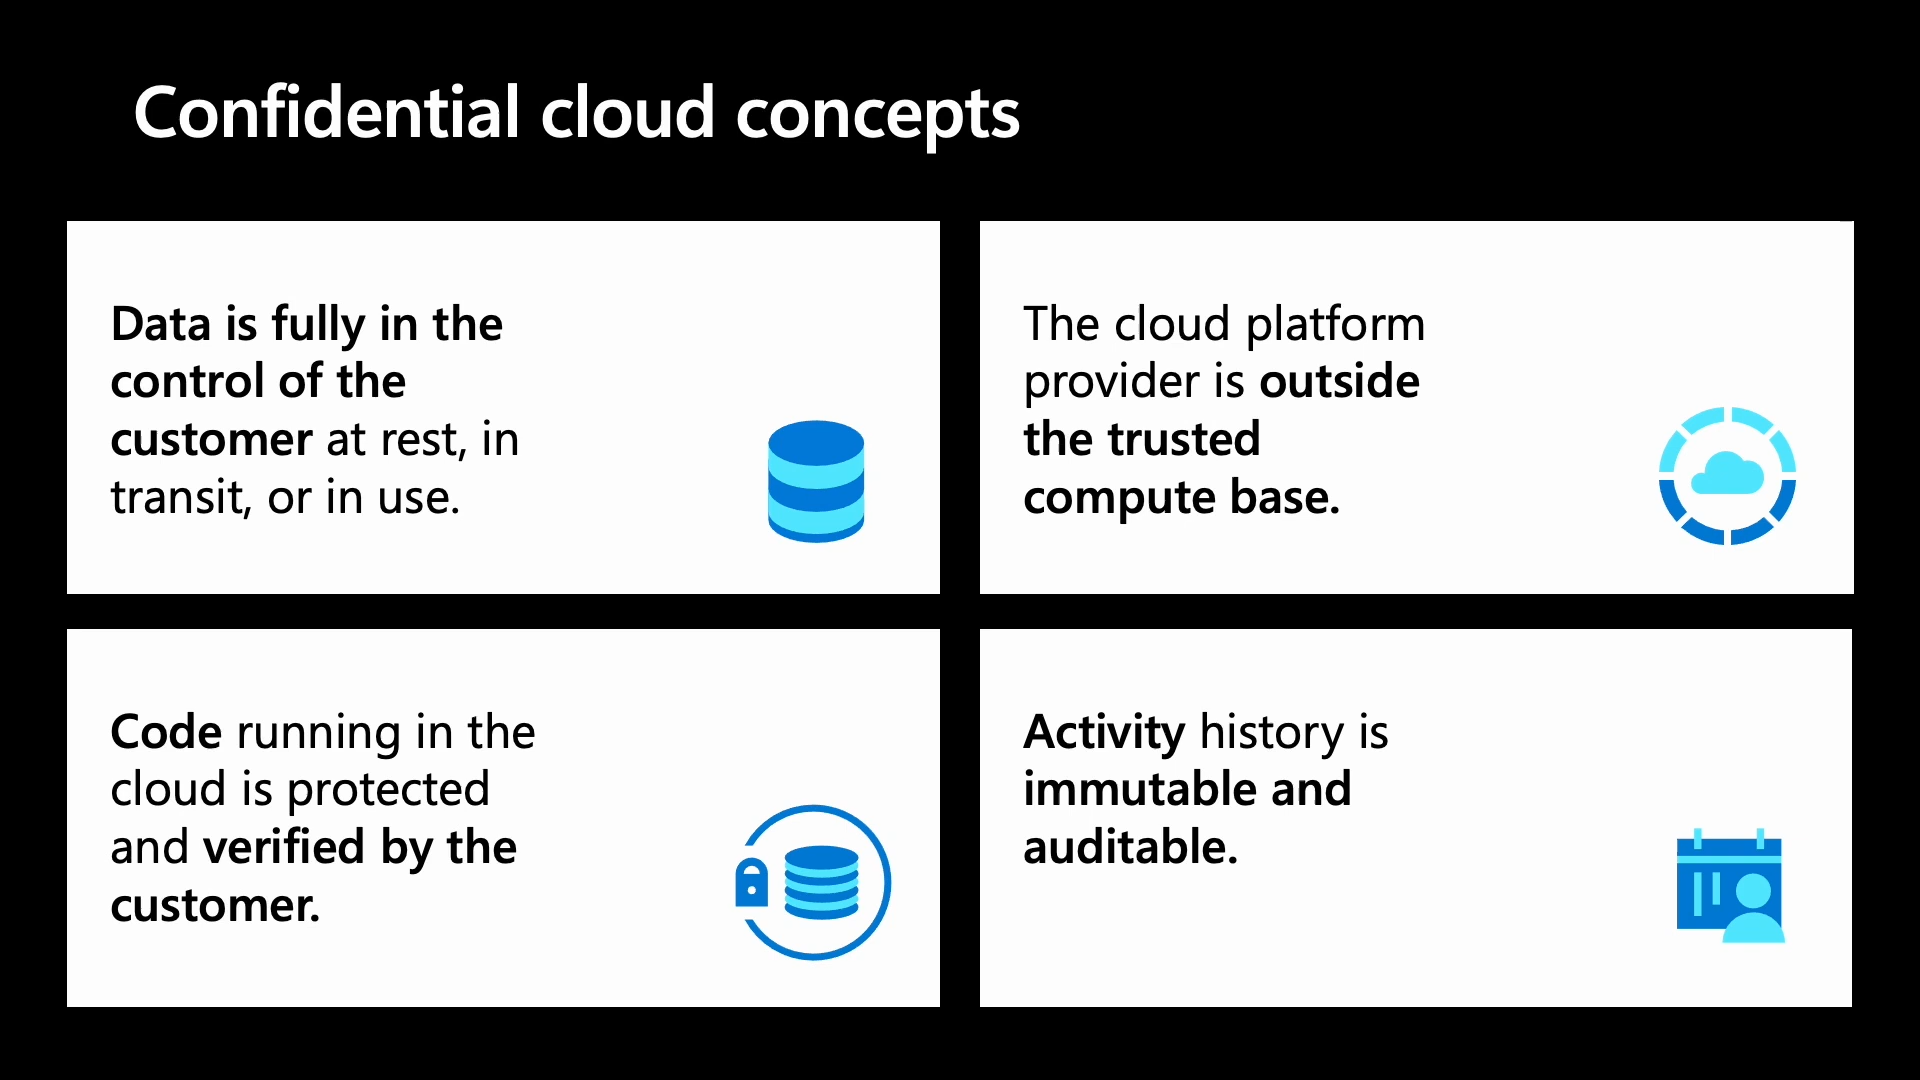 Confidential cloud concepts
Data is fully in the
control of the
customer at rest, in
transit, or in use.
The cloud platform
provider is outside
the trusted
compute base.
Code running in the
cloud is protected
and verified by the
customer.
Activity history is
immutable and
auditable.